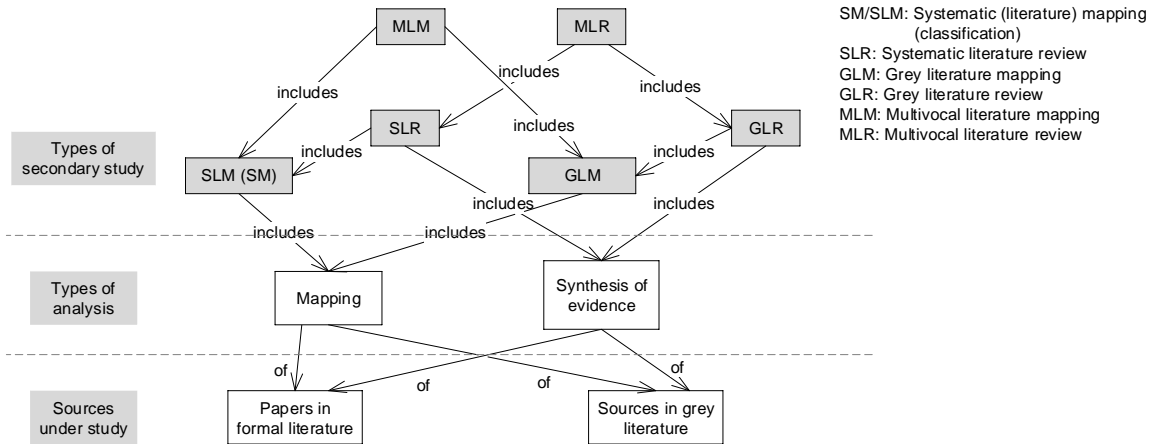 MLM
MLR
SM/SLM: Systematic (literature) mapping
(classification)
SLR: Systematic literature review
GLM: Grey literature mapping
GLR: Grey literature review
MLM: Multivocal literature mapping
MLR: Multivocal literature review
includes
includes
includes
includes
SLR
GLR
includes
includes
includes
Types of
secondary study
SLM (SM)
GLM
includes
includes
includes
includes
Types of
analysis
Mapping
Synthesis of
evidence
of
of
of
of
Sources
under study
Papers in
formal literature
Sources in grey
literature